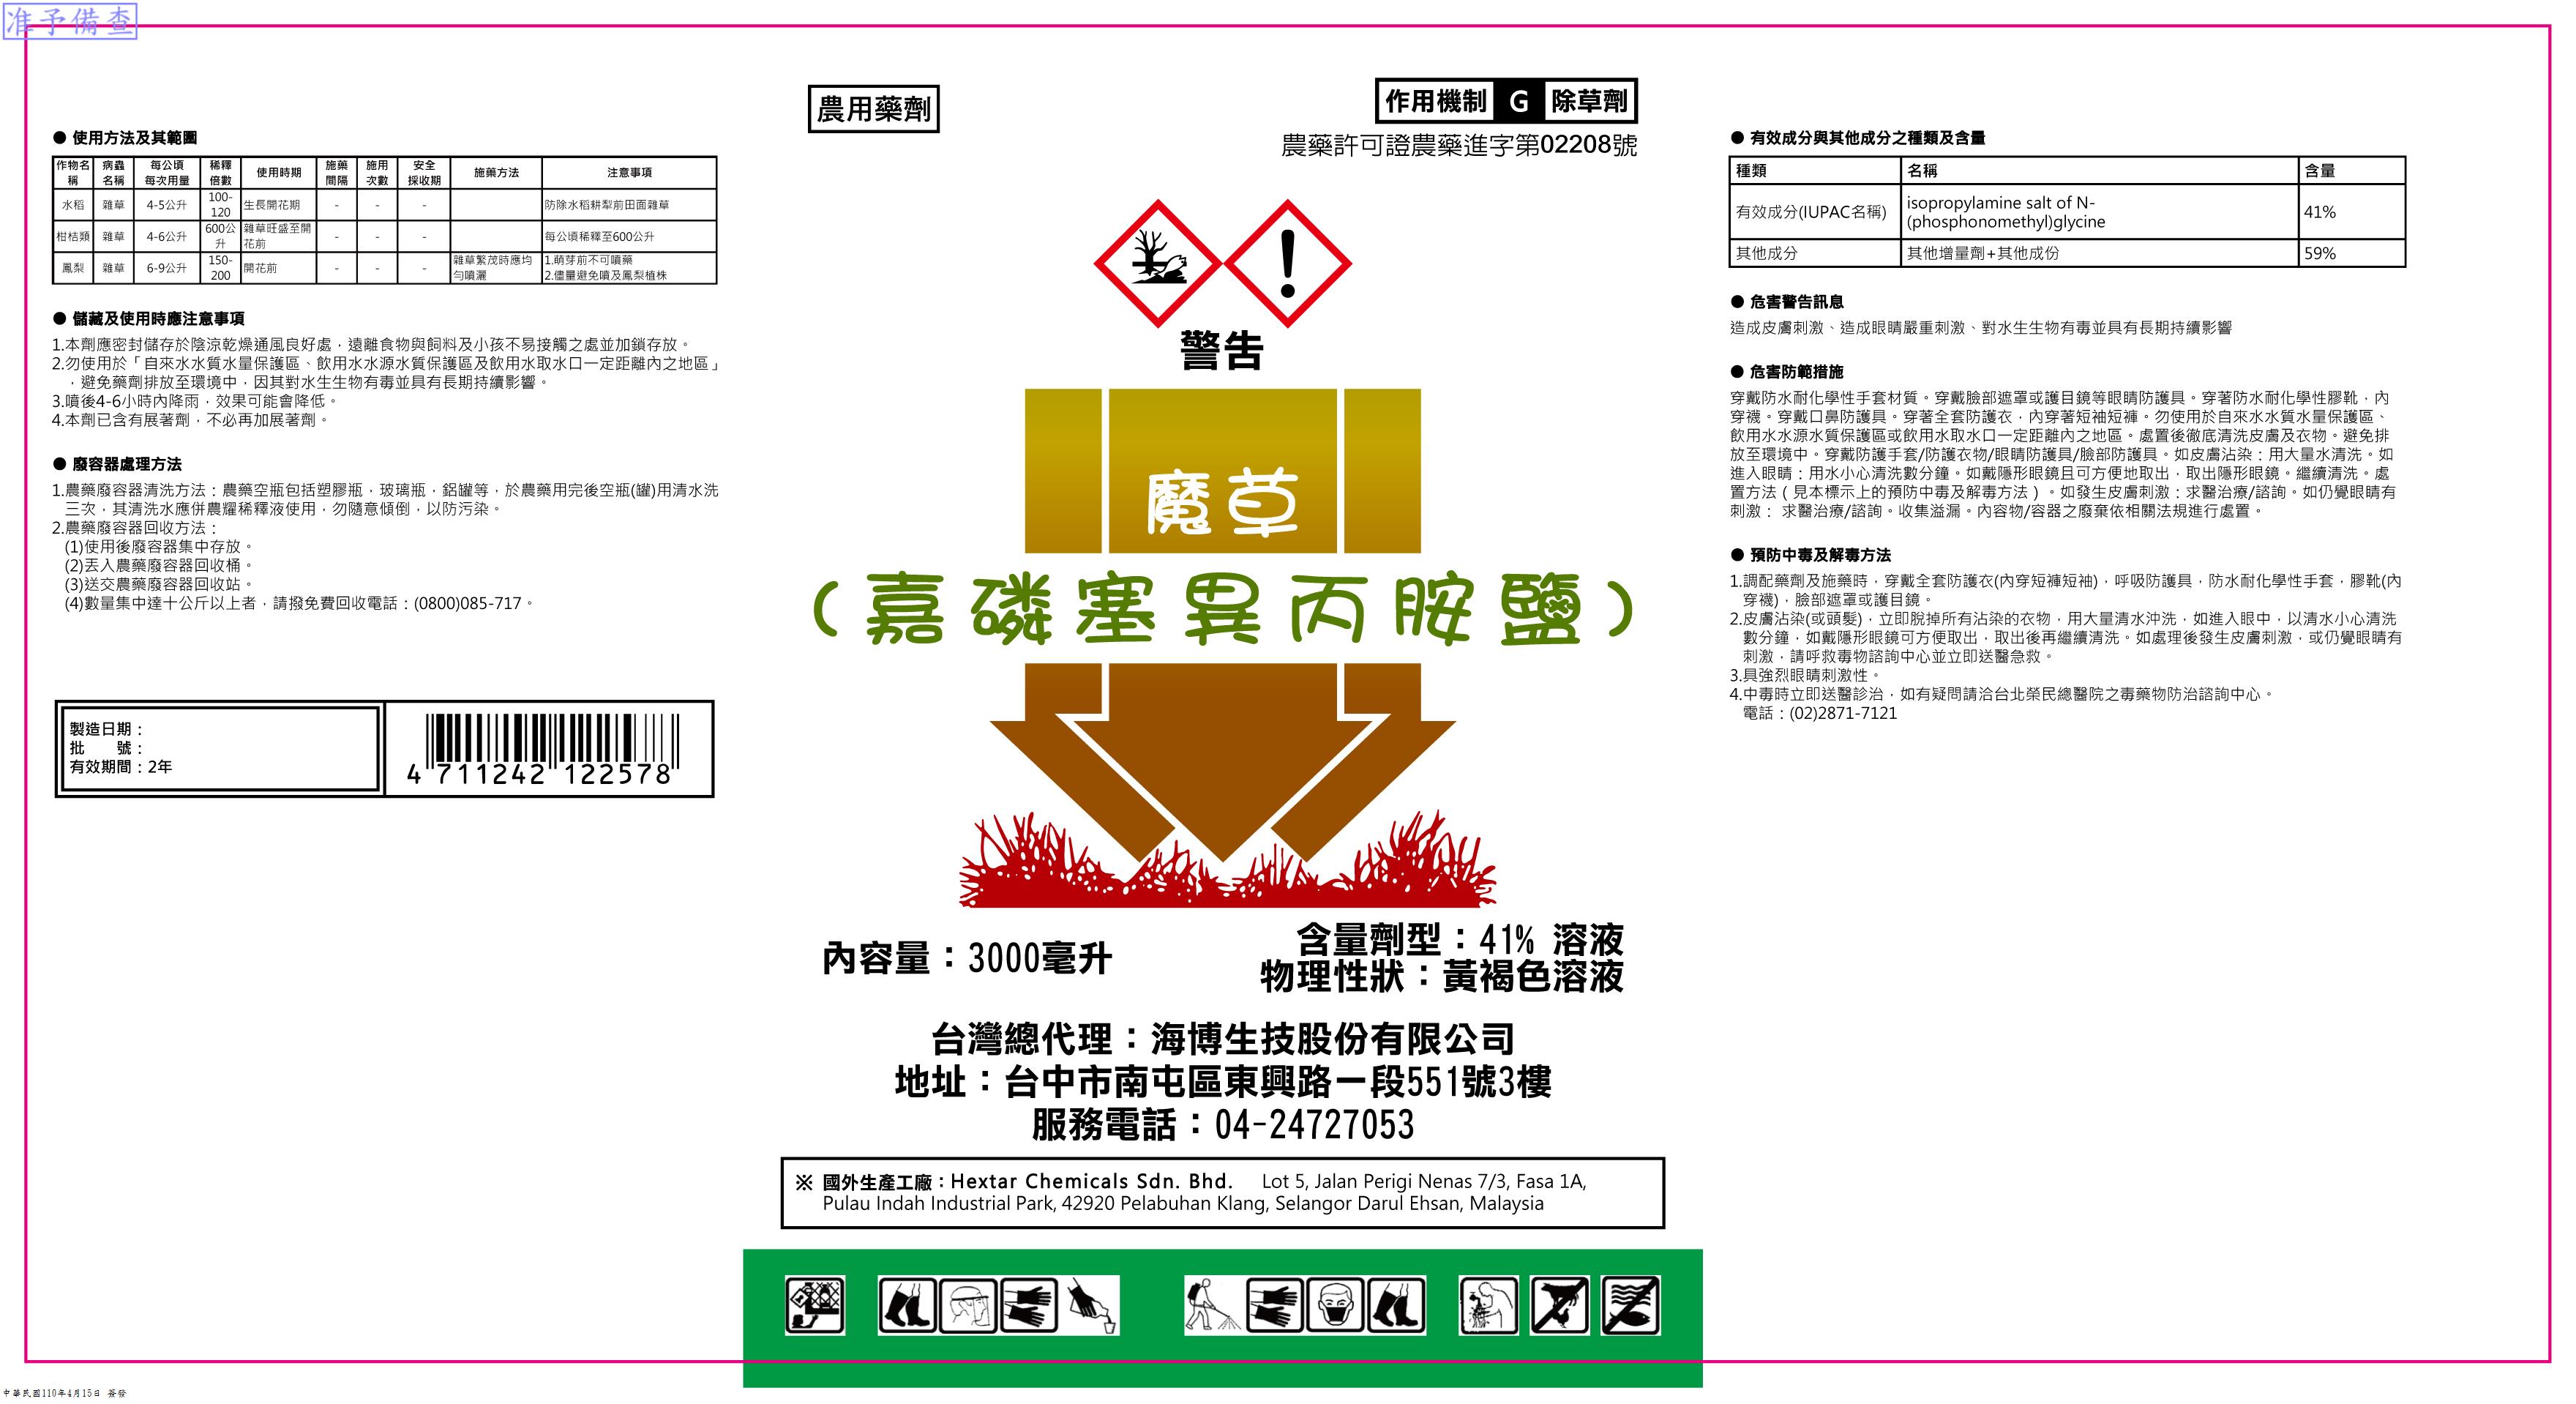 准予備查
● 使用方法及其範圍
作物名稱 病蟲名稱 每公頃每次用量 稀釋倍數 使用時期 施藥間隔 施用次數 安全採收期 施藥方法 注意事項
水稻 雜草 4-5公升 100-120 生長開花期 - - - 防除水稻耕犁前田面雜草
柑桔類 雜草 4-6公升 600公升 雜草旺盛至開花前 - - - 每公頃稀釋至600公升
鳳梨 雜草 6-9公升 150-200 開花前 - - - 雜草繁茂時應均勻噴灑 1.萌芽前不可噴藥 2.儘量避免噴及鳳梨植株
● 儲藏及使用時應注意事項
1.本劑應密封儲存於陰涼乾燥通風良好處，遠離食物與飼料及小孩不易接觸之處並加鎖存放。
2.勿使用於「自來水水質水量保護區、飲用水水源水質保護區及飲用水取水口一定距離內之地區」
，避免藥劑排放至環境中，因其對水生生物有毒並具有長期持續影響。
3.噴後4-6小時內降雨，效果可能會降低。
4.本劑已含有展著劑，不必再加展著劑。
● 廢容器處理方法
1.農藥廢容器清洗方法：農藥空瓶包括塑膠瓶，玻璃瓶，鋁罐等，於農藥用完後空瓶(罐)用清水洗
三次，其清洗水應併農耀稀釋液使用，勿隨意傾倒，以防污染。
2.農藥廢容器回收方法：
(1)使用後廢容器集中存放。
(2)丟入農藥廢容器回收桶。
(3)送交農藥廢容器回收站。
(4)數量集中達十公斤以上者，請撥免費回收電話：(0800)085-717。
製造日期：
批　　號：
有效期間：2年
4 711242 122578
農用藥劑
作用機制 G 除草劑
農藥許可證農藥進字第02208號
警告
魔草
(嘉磷塞異丙胺鹽)
內容量：3000毫升
含量劑型：41% 溶液
物理性狀：黃褐色溶液
台灣總代理：海博生技股份有限公司
地址：台中市南屯區東興路一段551號3樓
服務電話：04-24727053
※ 國外生產工廠：Hextar Chemicals Sdn. Bhd. Lot 5, Jalan Perigi Nenas 7/3, Fasa 1A,
Pulau Indah Industrial Park, 42920 Pelabuhan Klang, Selangor Darul Ehsan, Malaysia
● 有效成分與其他成分之種類及含量
種類 名稱 含量
有效成分(IUPAC名稱) isopropylamine salt of N-(phosphonomethyl)glycine 41%
其他成分 其他增量劑+其他成份 59%
● 危害警告訊息
造成皮膚刺激、造成眼睛嚴重刺激、對水生生物有毒並具有長期持續影響
● 危害防範措施
穿戴防水耐化學性手套材質。穿戴臉部遮罩或護目鏡等眼睛防護具。穿著防水耐化學性膠靴，內
穿襪。穿戴口鼻防護具。穿著全套防護衣，內穿著短袖短褲。勿使用於自來水水質水量保護區、
飲用水水源水質保護區或飲用水取水口一定距離內之地區。處置後徹底清洗皮膚及衣物。避免排
放至環境中。穿戴防護手套/防護衣物/眼睛防護具/臉部防護具。如皮膚沾染：用大量水清洗。如
進入眼睛：用水小心清洗數分鐘。如戴隱形眼鏡且可方便地取出，取出隱形眼鏡。繼續清洗。處
置方法（見本標示上的預防中毒及解毒方法）。如發生皮膚刺激：求醫治療/諮詢。如仍覺眼睛有
刺激： 求醫治療/諮詢。收集溢漏。內容物/容器之廢棄依相關法規進行處置。
● 預防中毒及解毒方法
1.調配藥劑及施藥時，穿戴全套防護衣(內穿短褲短袖)，呼吸防護具，防水耐化學性手套，膠靴(內
穿襪)，臉部遮罩或護目鏡。
2.皮膚沾染(或頭髮)，立即脫掉所有沾染的衣物，用大量清水沖洗，如進入眼中，以清水小心清洗
數分鐘，如戴隱形眼鏡可方便取出，取出後再繼續清洗。如處理後發生皮膚刺激，或仍覺眼睛有
刺激，請呼救毒物諮詢中心並立即送醫急救。
3.具強烈眼睛刺激性。
4.中毒時立即送醫診治，如有疑問請洽台北榮民總醫院之毒藥物防治諮詢中心。
電話：(02)2871-7121
中華民國110年4月15日 簽發